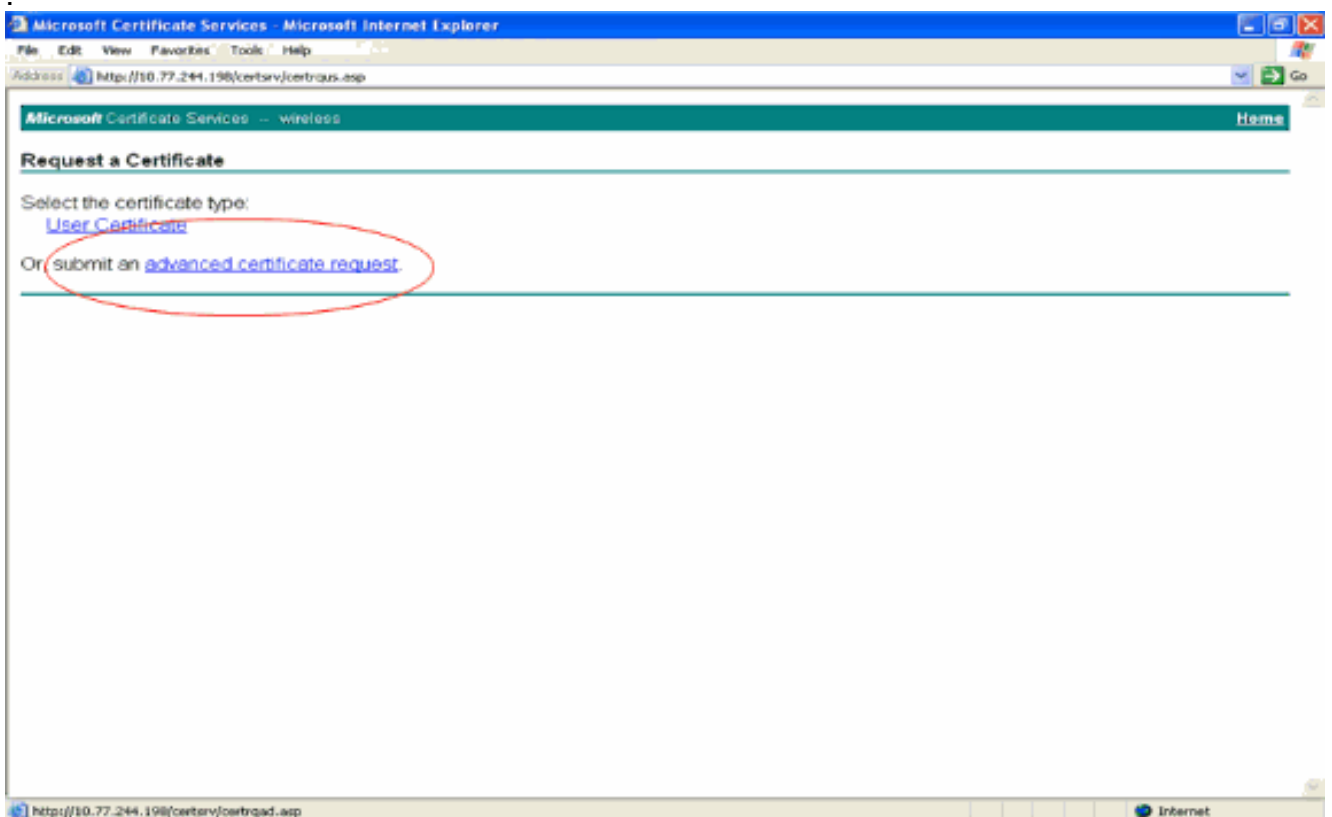 .
Microsoft Certificate Services - Microsoft Internet Explorer
File Edit View Favorites Tools Help
Address http://10.77.244.198/certsrv/certrqus.asp Go
Microsoft Certificate Services -- wireless Home
Request a Certificate
Select the certificate type:
User Certificate
Or, submit an advanced certificate request.
http://10.77.244.198/certsrv/certrqad.asp Internet